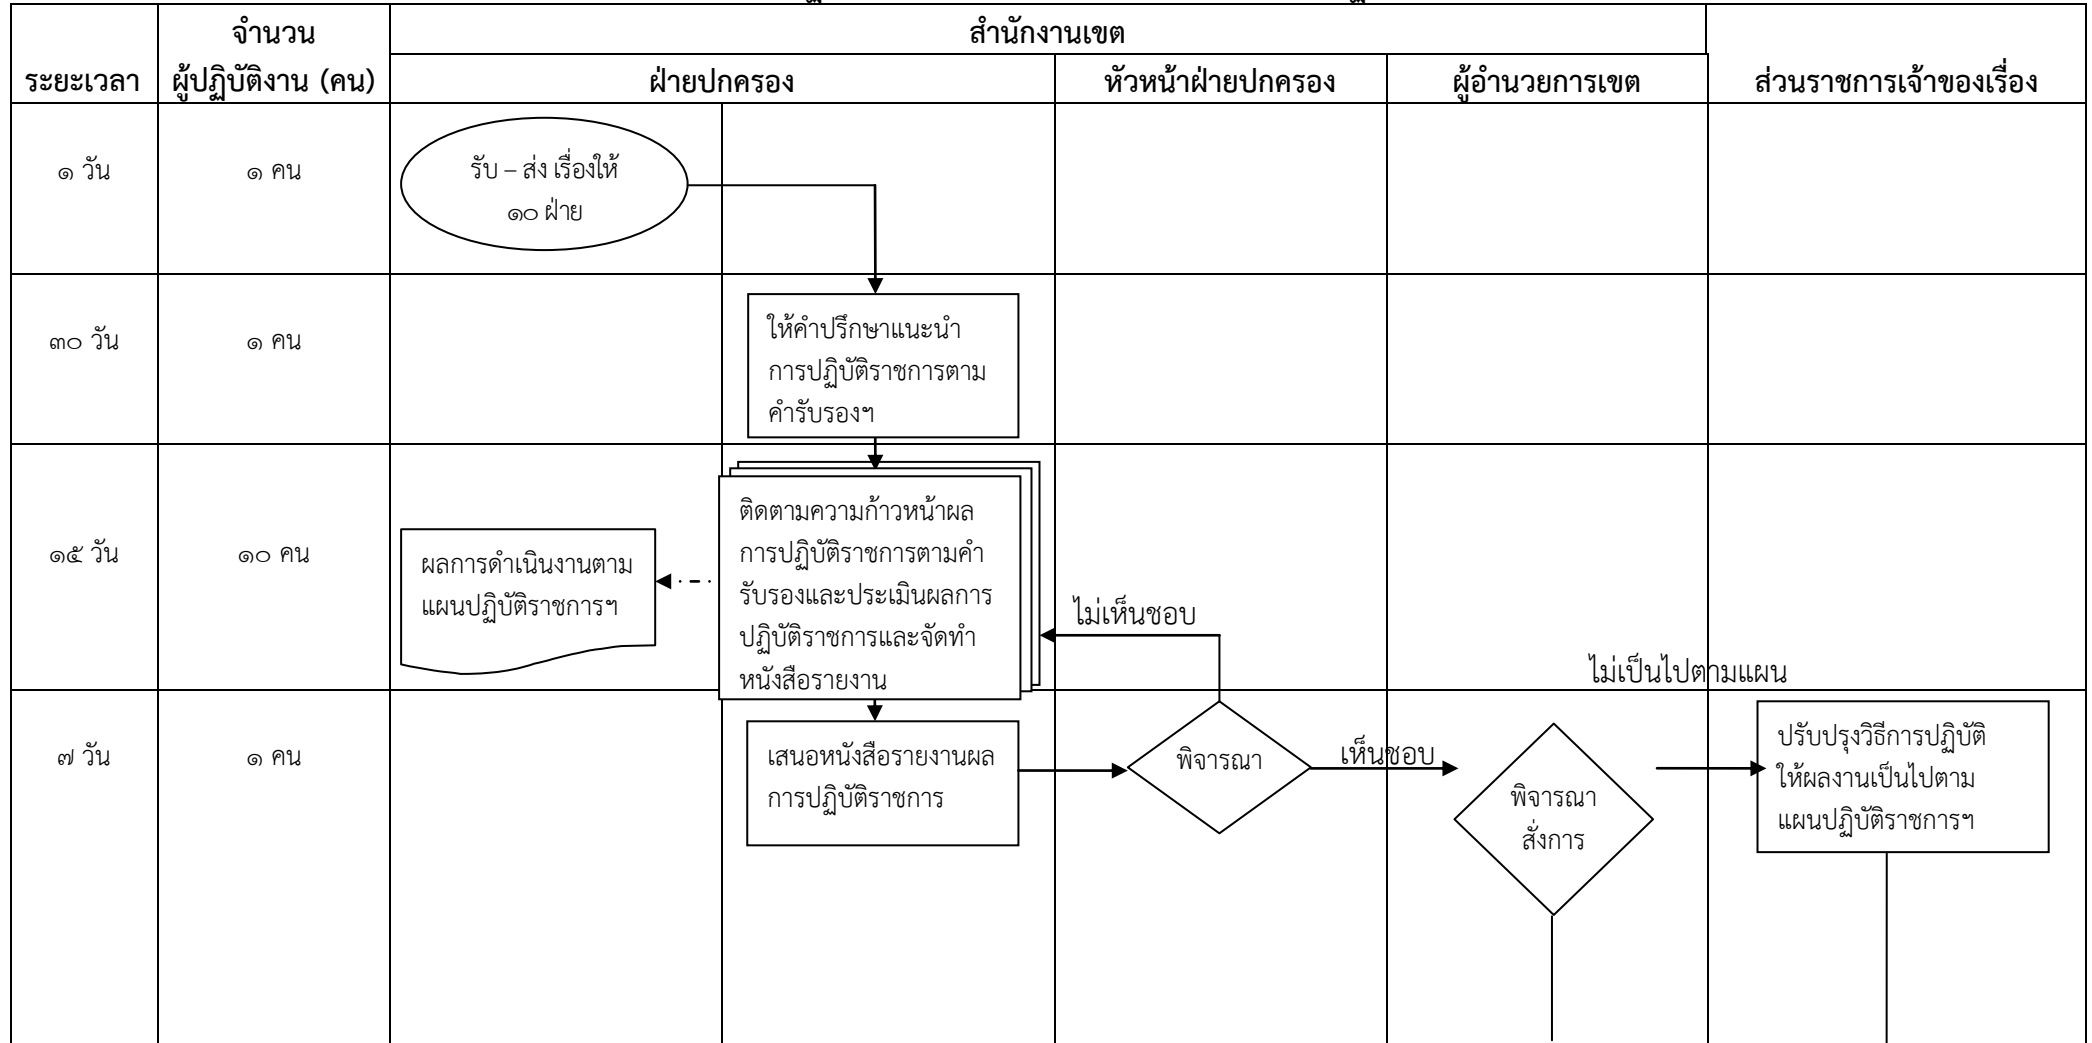 จำนวน
สำนักงานเขต
ระยะเวลา
ผู้ปฏิบัติงาน (คน)
ฝ่ายปกครอง
หัวหน้าฝ่ายปกครอง
ผู้อำนวยการเขต
ส่วนราชการเจ้าของเรื่อง
๑ วัน
๑ คน
รับ – ส่ง เรื่องให้
๑๐ ฝ่าย
๓๐ วัน
๑ คน
ให้คำปรึกษาแนะนำ
การปฏิบัติราชการตาม
คำรับรองฯ
๑๕ วัน
๑๐ คน
ผลการดำเนินงานตาม
แผนปฏิบัติราชการฯ
ติดตามความก้าวหน้าผล
การปฏิบัติราชการตามคำ
รับรองและประเมินผลการ
ปฏิบัติราชการและจัดทำ
หนังสือรายงาน
ไม่เห็นชอบ
ไม่เป็นไปตามแผน
๗ วัน
๑ คน
เสนอหนังสือรายงานผล
การปฏิบัติราชการ
พิจารณา
เห็นชอบ
พิจารณา
สั่งการ
ปรับปรุงวิธีการปฏิบัติ
ให้ผลงานเป็นไปตาม
แผนปฏิบัติราชการฯ